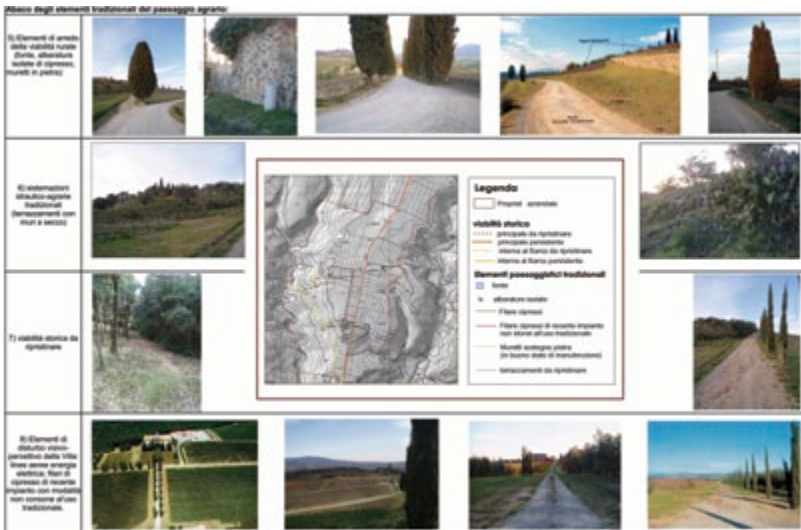 Abaco degli elementi tradizionali del paesaggio agrario:
5) Elementi di arredo
della viabilità rurale
(fonte, alberature
isolate di cipresso,
muretti in pietra)
6) sistemazioni
idraulico-agrarie
tradizionali
(terrazzamenti con
muri a secco)
7) viabilità storica da
ripristinare
8) Elementi di
disturbo visivo-
percettivo della Villa:
linee aeree energia
elettrica; filari di
cipresso di recente
impianto con modalità
non consone all'uso
tradizionale.
Legenda
Propriet aziendale
viabilità storica
principale da ripristinare
principale persistente
interna al Barco da ripristinare
interna al Barco persistente
Elementi paesaggistici tradizionali
fonte
alberature isolate
Filare cipressi
Filare cipressi di recente impianto
non idonei all'uso tradizionale
Muretti sostegno pietra
(in buono stato di manutenzione)
terrazzamenti da ripristinare